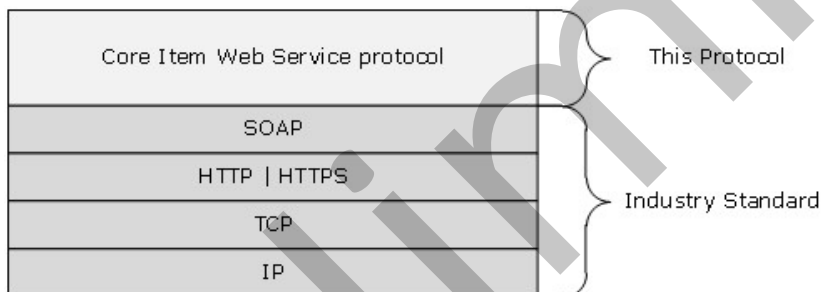 Core Item Web Service protocol
This Protocol
SOAP
HTTP | HTTPS
TCP
Industry Standard
IP